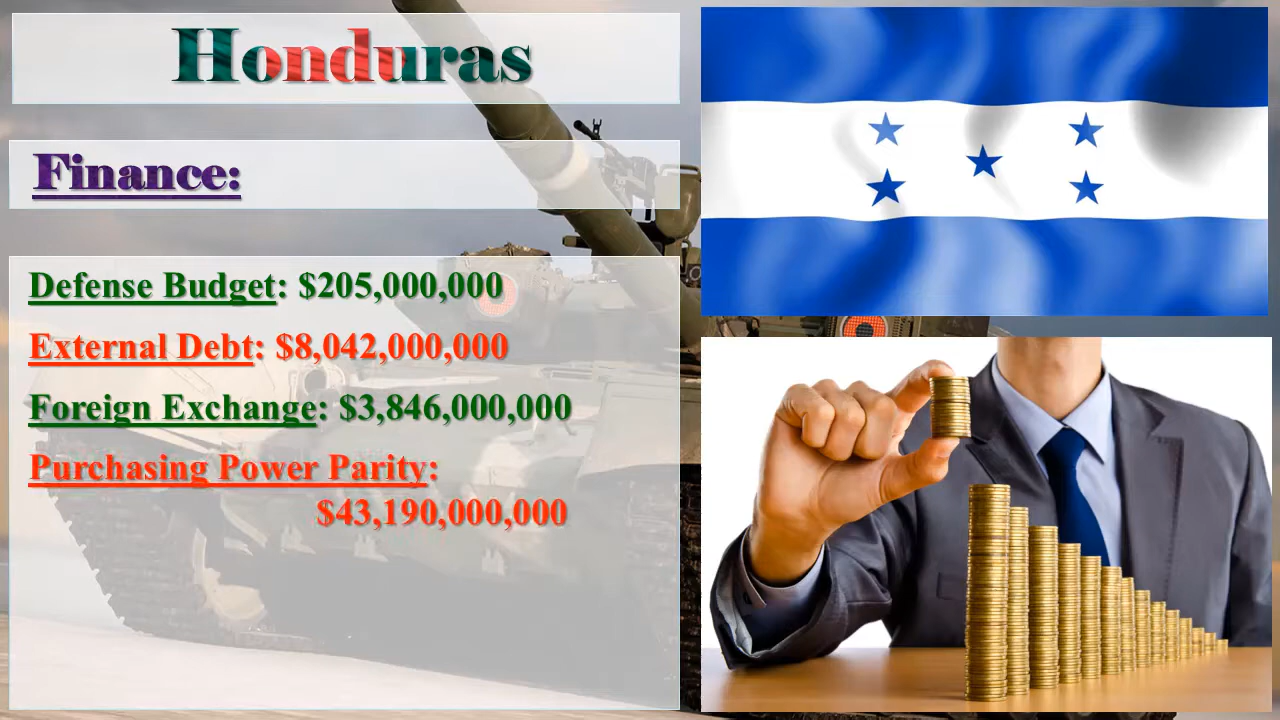 Honduras
Finance:
Defense Budget: $205,000,000
External Debt: $8,042,000,000
Foreign Exchange: $3,846,000,000
Purchasing Power Parity:
$43,190,000,000